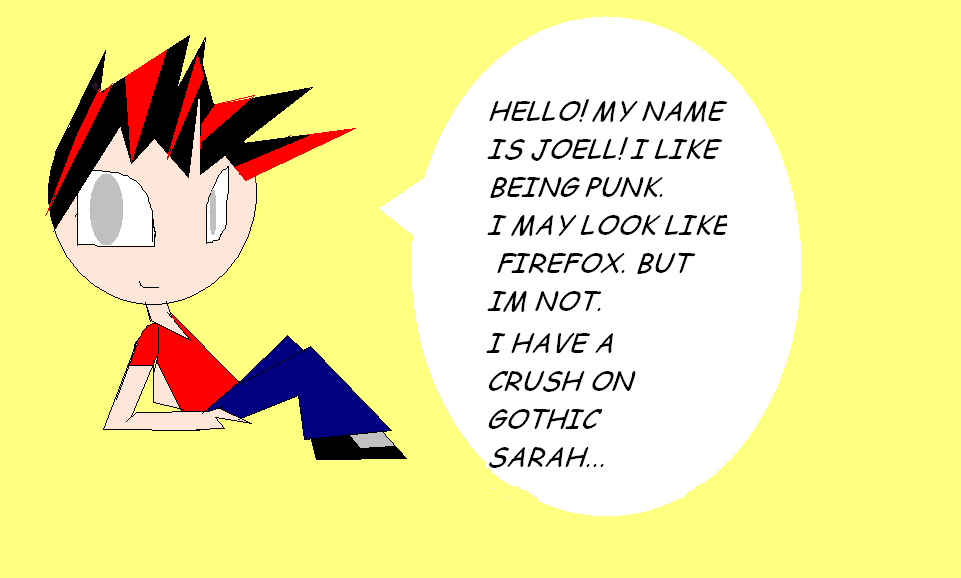 HELLO! MY NAME
IS JOELL! I LIKE
BEING PUNK.
I MAY LOOK LIKE
FIREFOX. BUT
IM NOT.
I HAVE A
CRUSH ON
GOTHIC
SARAH...